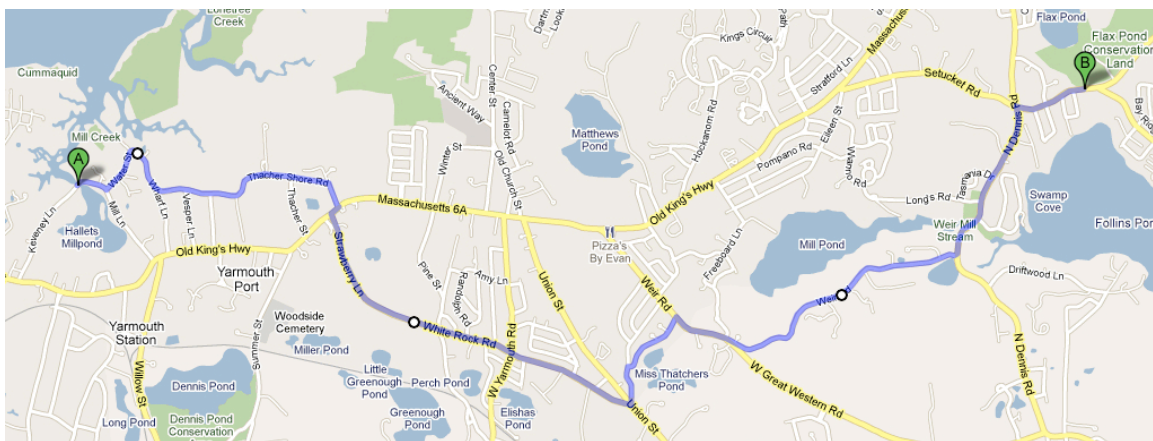 Lonetree
Creek
Cummaquid
Mill Creek
A
Water St
Wharf Ln
Mill Ln
Vesper Ln
Keveney Ln
Hallets
Millpond
Old King's Hwy
Thacher Shore Rd
Thacher St
Yarmouth
Port
Yarmouth
Station
Willow St
Summer St
Dennis Pond
Dennis Pond
Conservation
Long Pond
Woodside
Cemetery
Miller Pond
Strawberry Ln
White Rock Rd
Little
Greenough
Pond
Greenough
Pond
Perch Pond
Elishas
Pond
Pine St
Randolph Rd
Amy Ln
W Yarmouth Rd
Massachusetts 6A
Winter St
Ancient Way
Center St
Camelot Rd
Old Church St
Union St
Union St
Matthews
Pond
Pizza's
By Evan
Weir Rd
Old King's Hwy
Hockanom Rd
Kings Circuit
Stratford Ln
Massachus
Eileen St
Pompano Rd
Freeboard Ln
Miss Thatchers
Pond
W Great Western Rd
Mill Pond
Setucket Rd
Long's Rd
Tasmania Dr
N Dennis Rd
Weir Mill
Stream
Swamp
Cove
Follins Pon
Driftwood Ln
N Dennis Rd
Flax Pond
Flax Pond
Conservation
Land
B
Bay Ridg